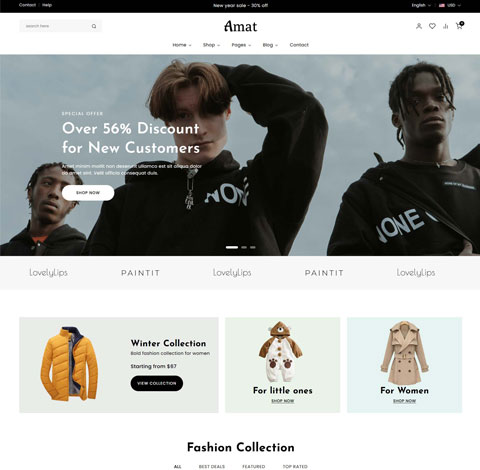 Contact Help
New year sale - 30% off
English USD
search here
Amat
0
Home Shop Pages Blog Contact
SPECIAL OFFER
Over 56% Discount
for New Customers
Amet minim mollit non deserunt ullamco est sit aliqua dolor
do amet sint. Velit officia consequat duis.
SHOP NOW
NONE
NONE
lovelylips PAINTIT lovelylips PAINTIT lovelylips
Winter Collection
Bold fashion collection for women
Starting from $67
VIEW COLLECTION
For little ones
SHOP NOW
For Women
SHOP NOW
Fashion Collection
ALL BEST DEALS FEATURED TOP RATED